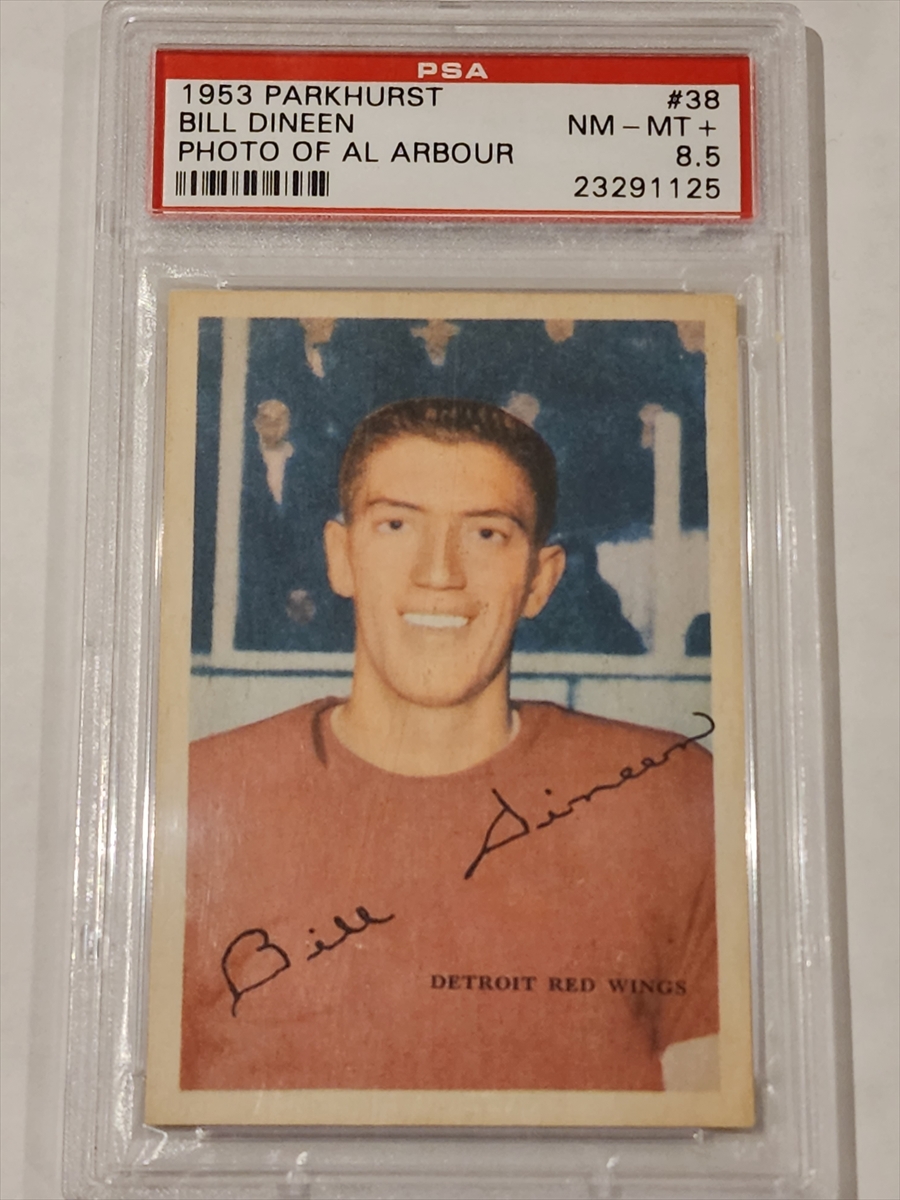 PSA
1953 PARKHURST #38
BILL DINEEN NM - MT +
PHOTO OF AL ARBOUR 8.5
23291125
Bill Dineen
DETROIT RED WINGS